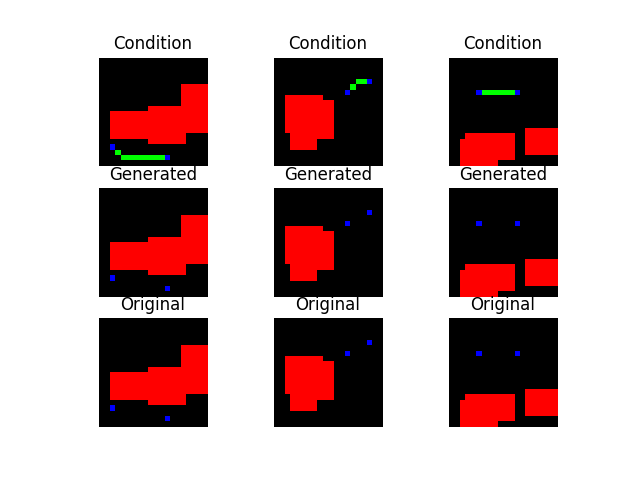 Condition Condition Condition
Generated Generated Generated
Original Original Original